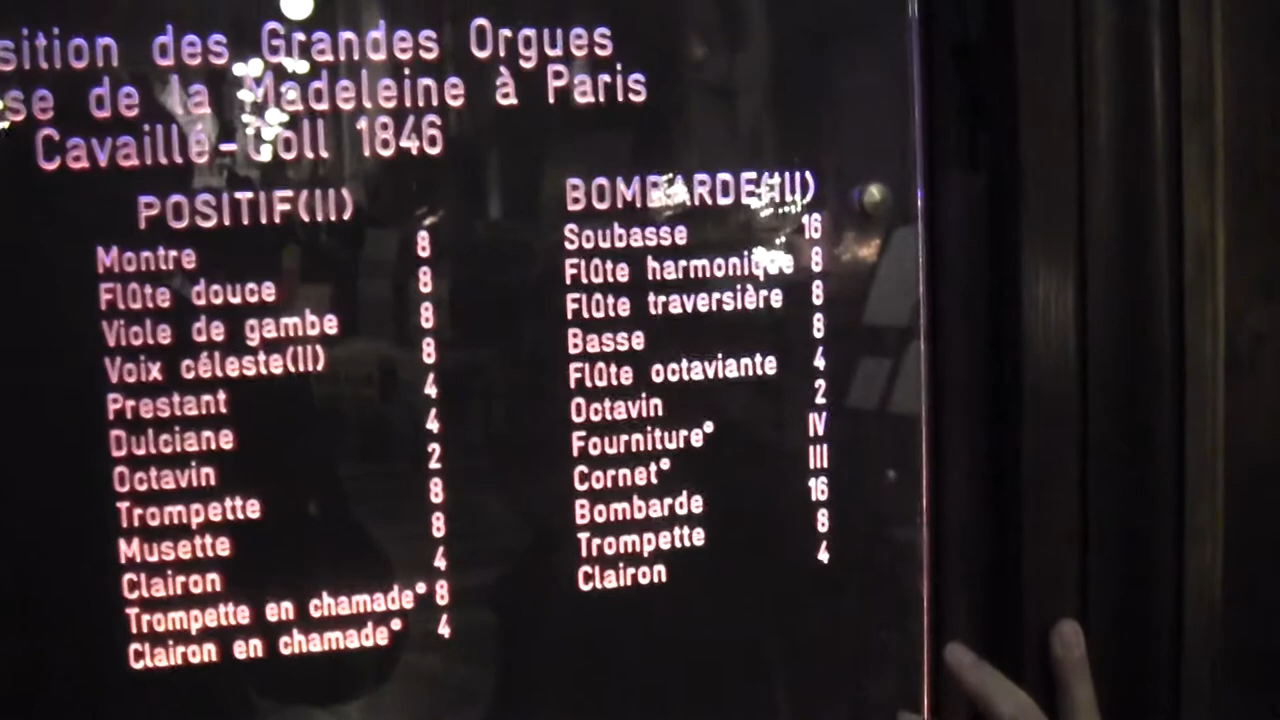 sition des Grandes Orgues
se de la Madeleine à Paris
Cavaillé-Coll 1846
POSITIF(II)
Montre 8
Flûte douce 8
Viole de gambe 8
Voix céleste(II) 8
Prestant 4
Dulciane 4
Octavin 2
Trompette 8
Musette 8
Clairon 4
Trompette en chamade° 8
Clairon en chamade° 4
BOMBARDE(III)
Soubasse 16
Flûte harmonique 8
Flûte traversière 8
Basse 8
Flûte octaviante 4
Octavin 2
Fourniture° IV
Cornet° III
Bombarde 16
Trompette 8
Clairon 4